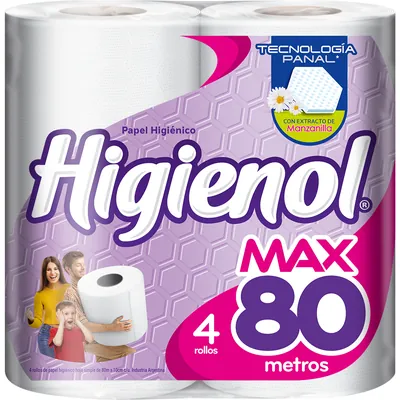 TECNOLOGÍA
PANAL*
CON EXTRACTO DE
Manzanilla
Papel Higiénico
Higienol®
MAX
80
4
rollos
metros